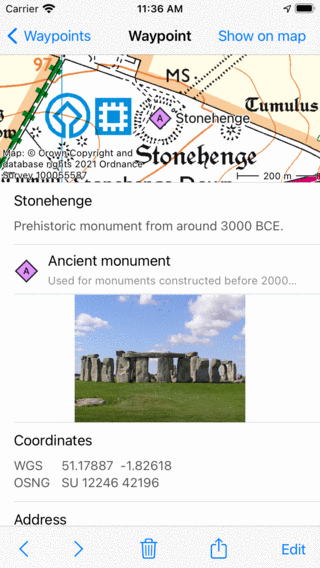 Carrier 11:36 AM
Waypoints Waypoint Show on map
97
MS
Tumulus
A Stonehenge
Stonehenge
Map: © Crown Copyright and
database rights 2021 Ordnance
Survey 100055587
200 m
Stonehenge
Prehistoric monument from around 3000 BCE.
A Ancient monument
Used for monuments constructed before 2000...
Coordinates
WGS 51.17887 -1.82618
OSNG SU 12246 42196
Address
Edit